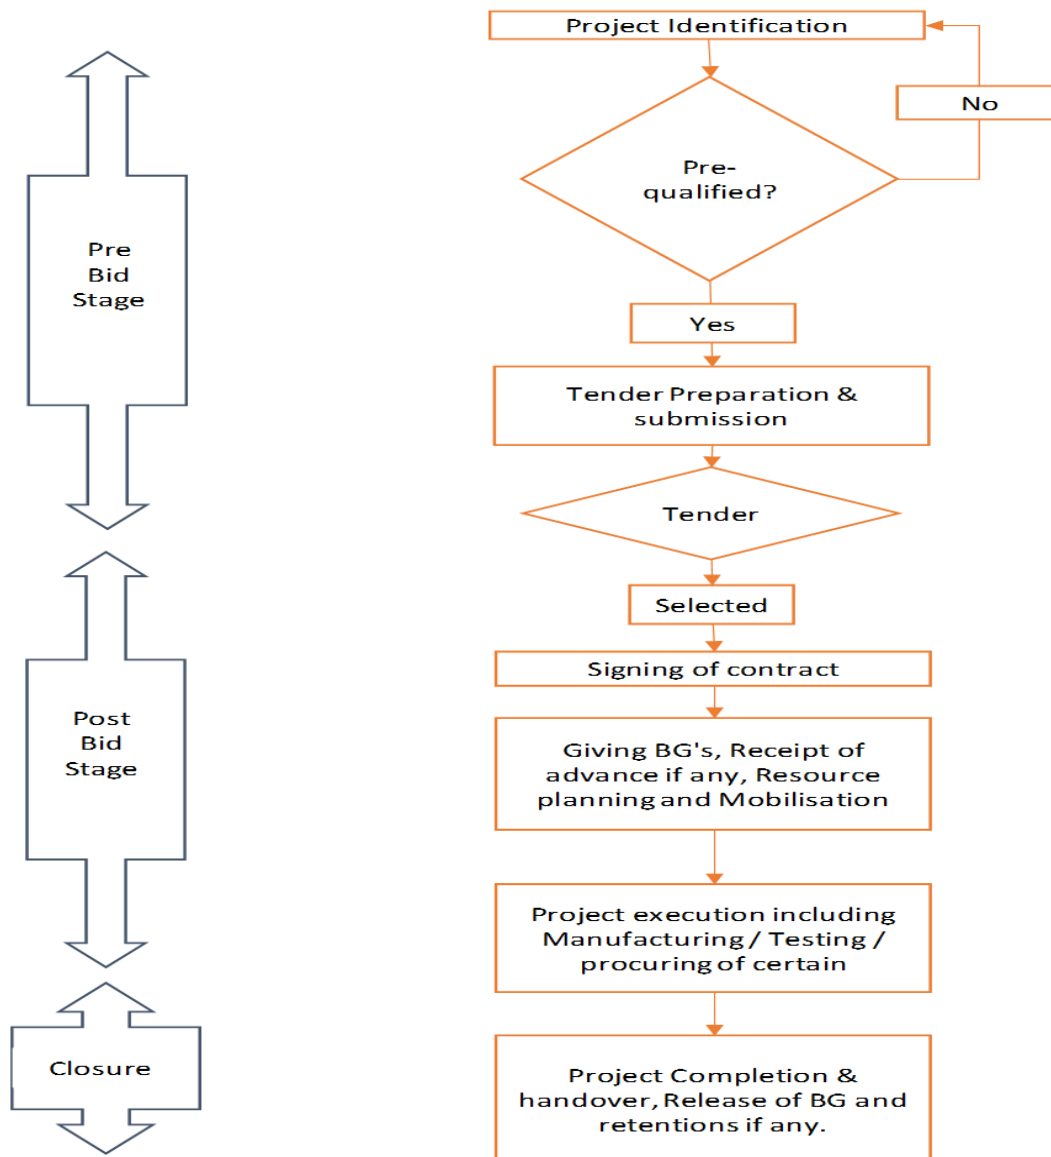 Project Identification
No
Pre-
qualified?
Pre
Bid
Stage
Yes
Tender Preparation &
submission
Tender
Selected
Signing of contract
Post
Bid
Stage
Giving BG's, Receipt of
advance if any, Resource
planning and Mobilisation
Project execution including
Manufacturing / Testing /
procuring of certain
Closure
Project Completion &
handover, Release of BG and
retentions if any.